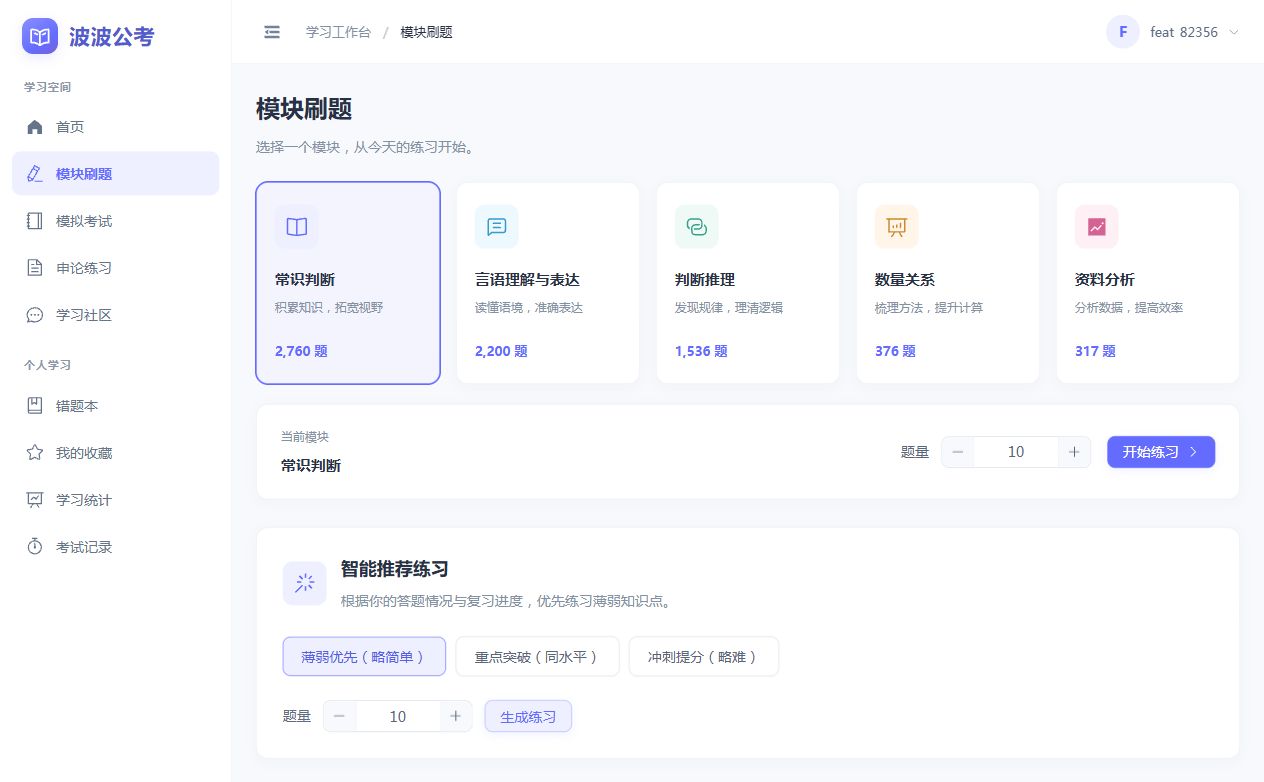 波波公考
学习空间
首页
模块刷题
模拟考试
申论练习
学习社区
个人学习
错题本
我的收藏
学习统计
考试记录
学习工作台 / 模块刷题
F feat 82356
模块刷题
选择一个模块，从今天的练习开始。
常识判断
积累知识，拓宽视野
2,760 题
言语理解与表达
读懂语境，准确表达
2,200 题
判断推理
发现规律，理清逻辑
1,536 题
数量关系
梳理方法，提升计算
376 题
资料分析
分析数据，提高效率
317 题
当前模块
常识判断
题量 − 10 + 开始练习
智能推荐练习
根据你的答题情况与复习进度，优先练习薄弱知识点。
薄弱优先（略简单） 重点突破（同水平） 冲刺提分（略难）
题量 − 10 + 生成练习